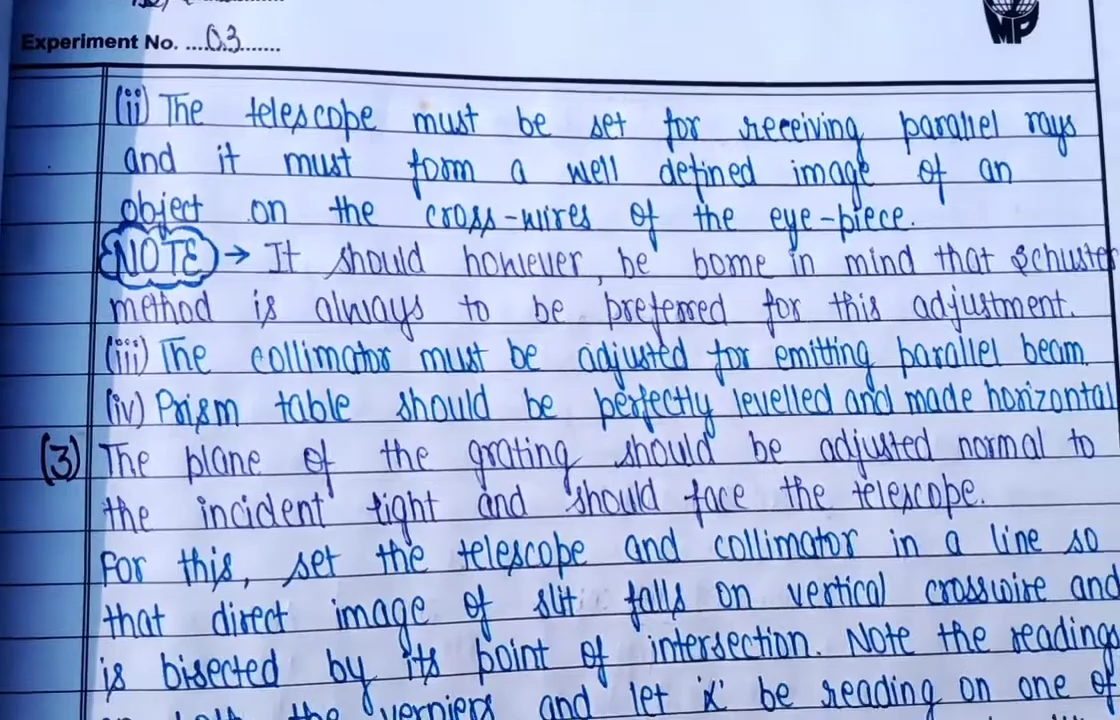 Experiment No. ....03.......
MP
(ii) The telescope must be set for receiving parallel rays
and it must form a well defined image of an
object on the cross-wires of the eye-piece.
NOTE → It should however, be borne in mind that Schuster
method is always to be preferred for this adjustment.
(iii) The collimator must be adjusted for emitting parallel beam.
(iv) Prism table should be perfectly levelled and made horizontal
(3) The plane of the grating should be adjusted normal to
the incident light and should face the telescope.
For this, set the telescope and collimator in a line so
that direct image of slit falls on vertical crosswire and
is bisected by its point of intersection. Note the readings
the verniers and let 'x' be reading on one of